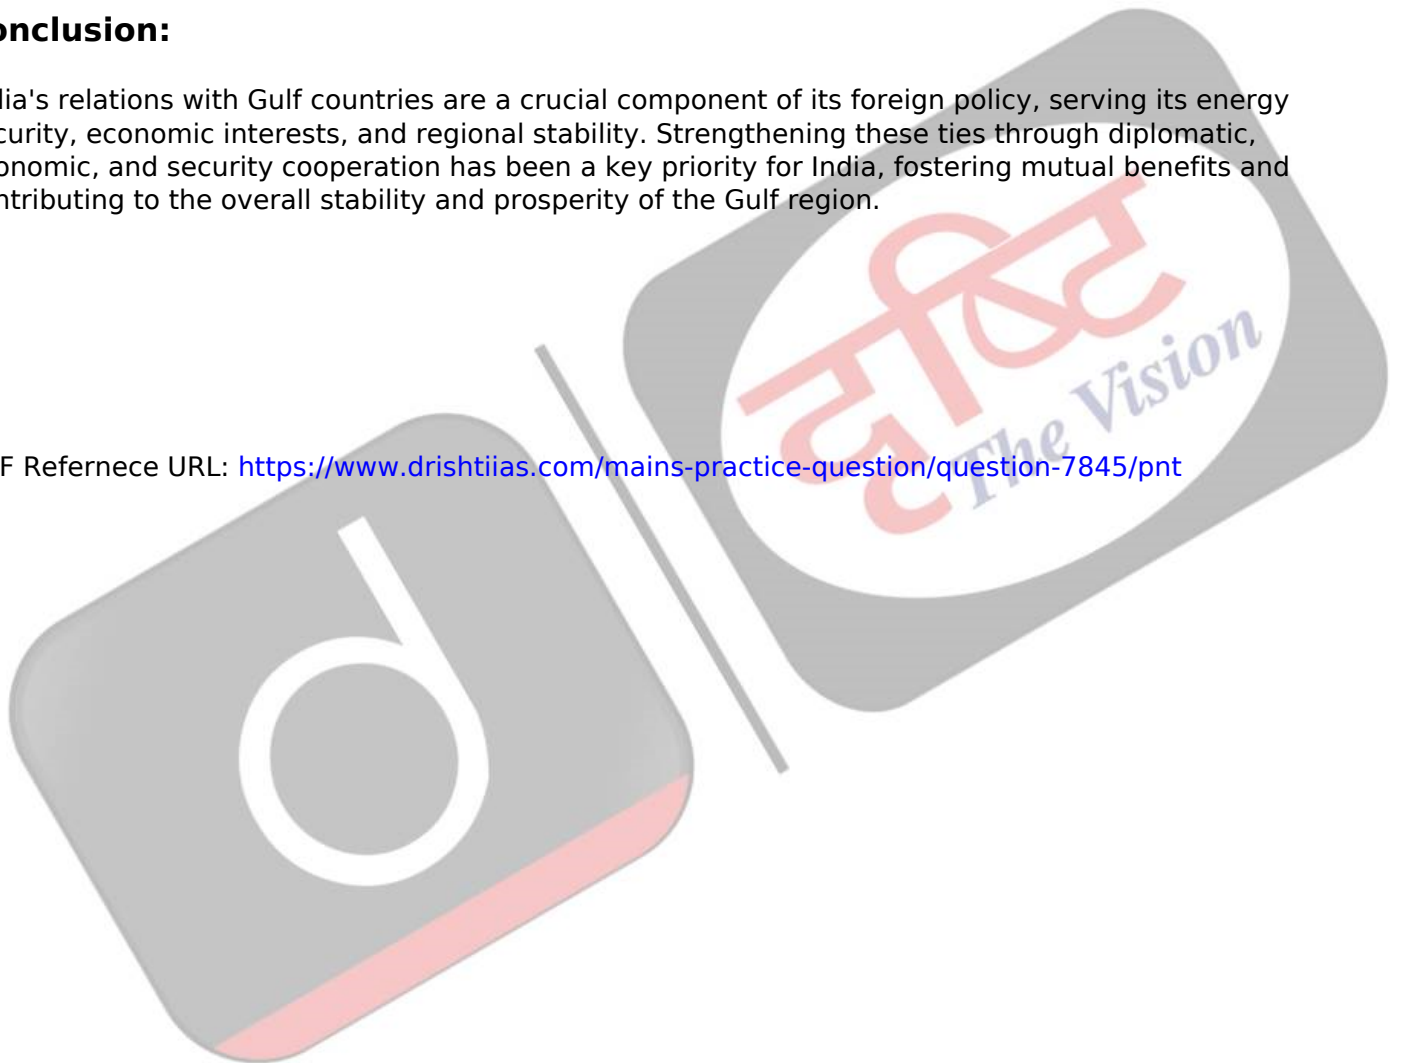 onclusion:
dia's relations with Gulf countries are a crucial component of its foreign policy, serving its energy
curity, economic interests, and regional stability. Strengthening these ties through diplomatic,
onomic, and security cooperation has been a key priority for India, fostering mutual benefits and
ntributing to the overall stability and prosperity of the Gulf region.
दृष्टि
The Vision
F Refernece URL: https://www.drishtiias.com/mains-practice-question/question-7845/pnt
d